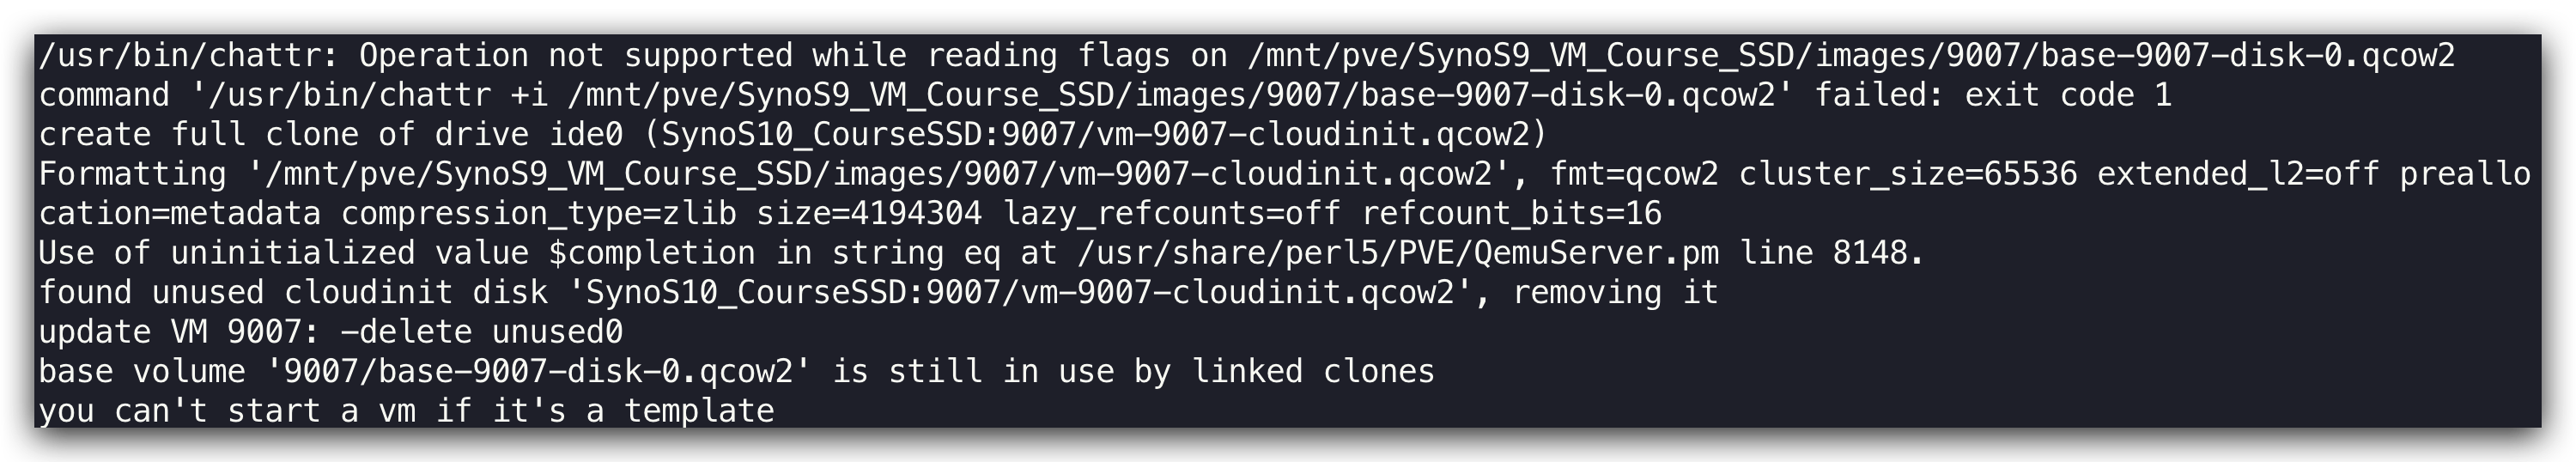 /usr/bin/chattr: Operation not supported while reading flags on /mnt/pve/SynoS9_VM_Course_SSD/images/9007/base-9007-disk-0.qcow2
command '/usr/bin/chattr +i /mnt/pve/SynoS9_VM_Course_SSD/images/9007/base-9007-disk-0.qcow2' failed: exit code 1
create full clone of drive ide0 (SynoS10_CourseSSD:9007/vm-9007-cloudinit.qcow2)
Formatting '/mnt/pve/SynoS9_VM_Course_SSD/images/9007/vm-9007-cloudinit.qcow2', fmt=qcow2 cluster_size=65536 extended_l2=off preallo
cation=metadata compression_type=zlib size=4194304 lazy_refcounts=off refcount_bits=16
Use of uninitialized value $completion in string eq at /usr/share/perl5/PVE/QemuServer.pm line 8148.
found unused cloudinit disk 'SynoS10_CourseSSD:9007/vm-9007-cloudinit.qcow2', removing it
update VM 9007: -delete unused0
base volume '9007/base-9007-disk-0.qcow2' is still in use by linked clones
you can't start a vm if it's a template